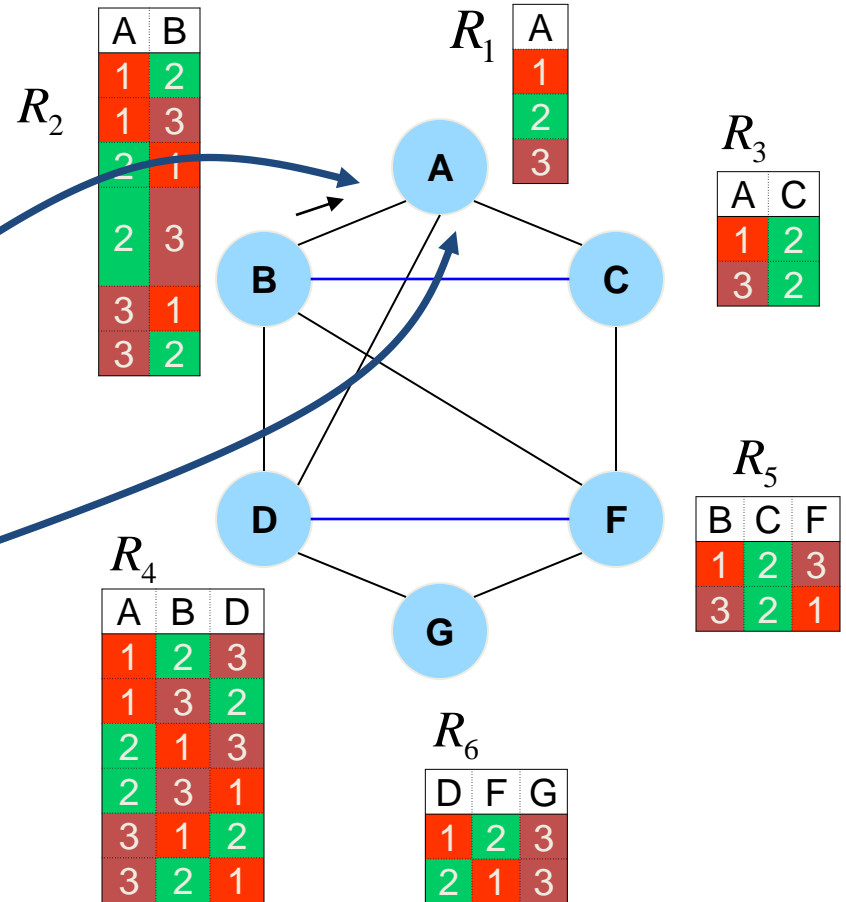 R₁
A
1
2
3
R₂
A B
1 2
1 3
2 1
2 3
3 1
3 2
R₃
A C
1 2
3 2
A
B
C
D
F
G
R₄
A B D
1 2 3
1 3 2
2 1 3
2 3 1
3 1 2
3 2 1
R₅
B C F
1 2 3
3 2 1
R₆
D F G
1 2 3
2 1 3